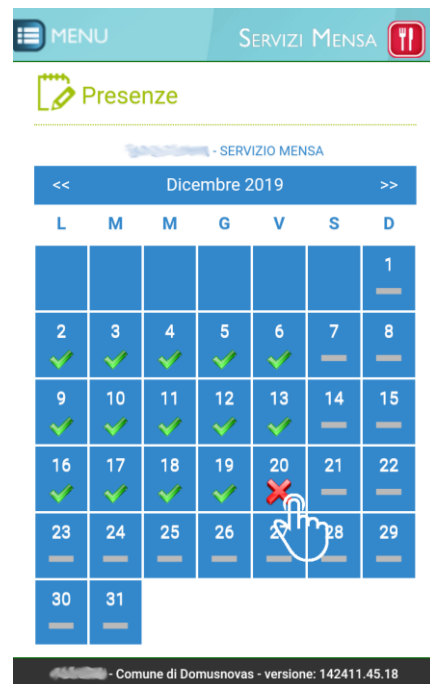 MENU
SERVIZI MENSA
Presenze
- SERVIZIO MENSA
<< Dicembre 2019 >>
L M M G V S D
1
2 3 4 5 6 7 8
9 10 11 12 13 14 15
16 17 18 19 20 21 22
23 24 25 26 27 28 29
30 31
- Comune di Domusnovas - versione: 142411.45.18